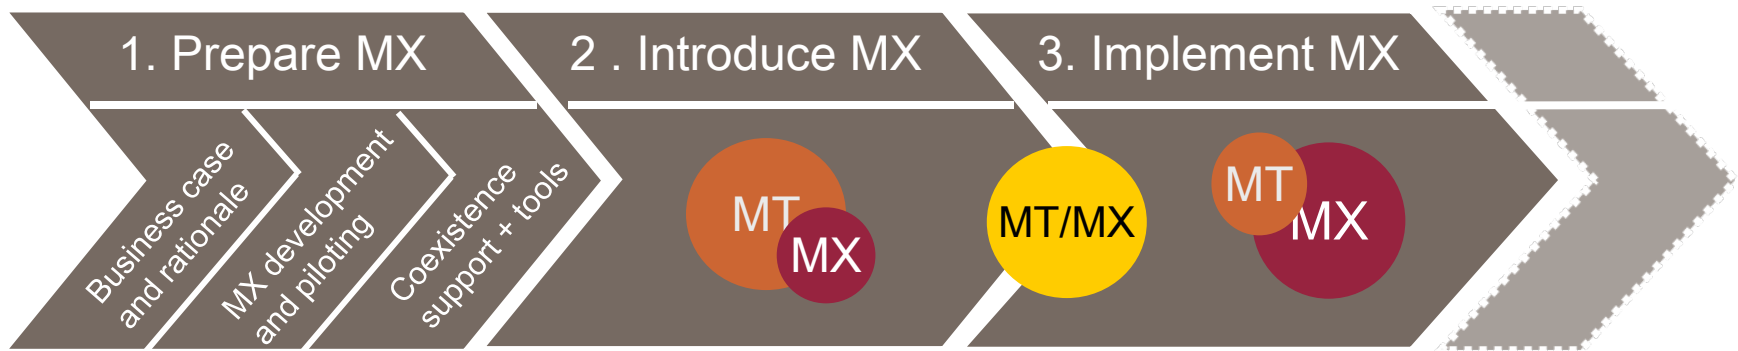 1. Prepare MX
Business case
and rationale
MX development
and piloting
Coexistence
support + tools
2 . Introduce MX
MT
MX
MT/MX
3. Implement MX
MT
MX